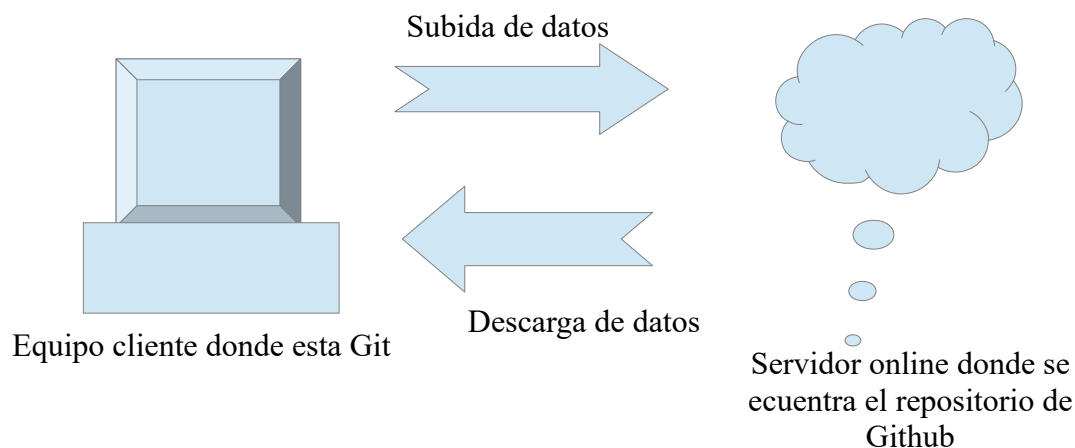 Subida de datos
Descarga de datos
Equipo cliente donde esta Git
Servidor online donde se
ecuentra el repositorio de
Github